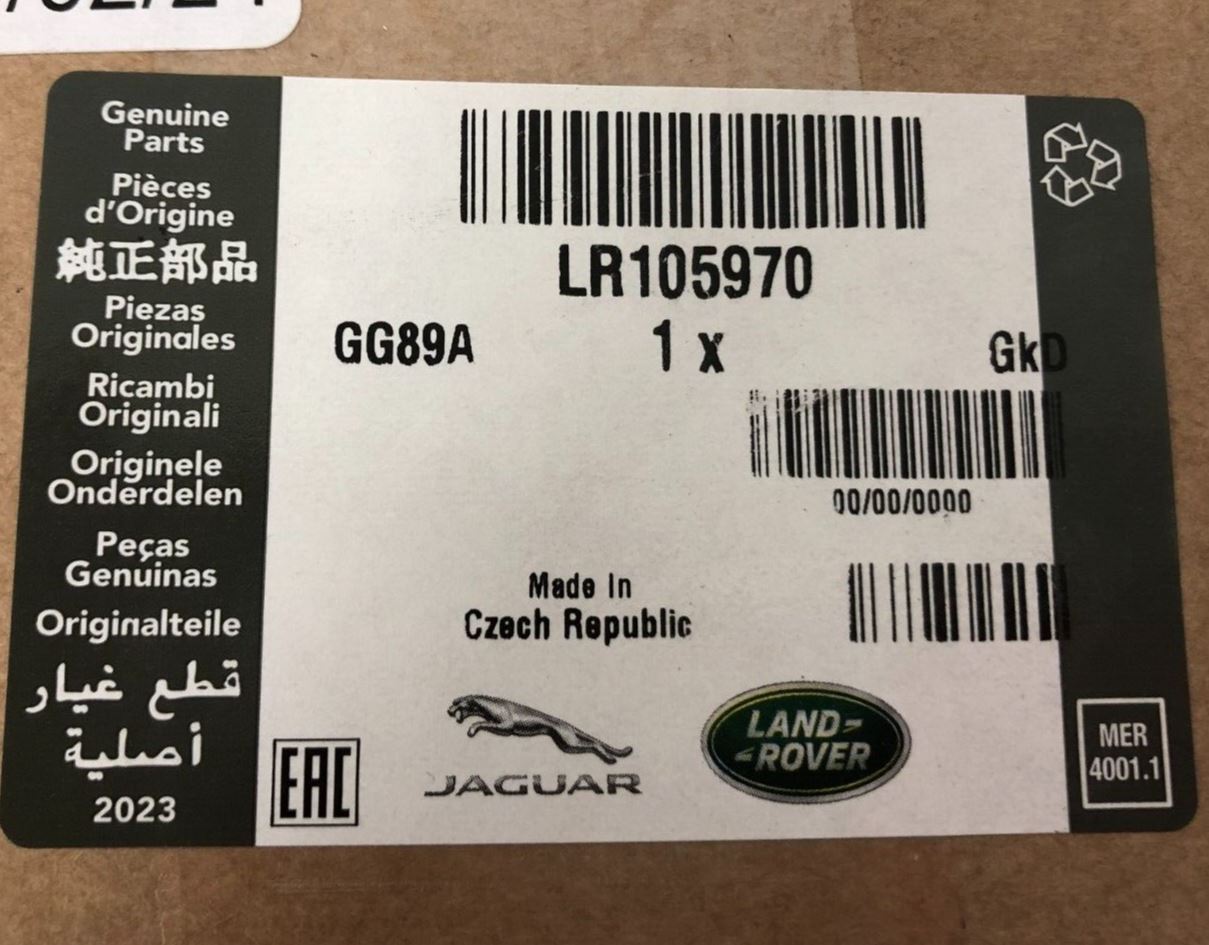 Genuine
Parts
Pièces
d'Origine
純正部品
Piezas
Originales
Ricambi
Originali
Originele
Onderdelen
Peças
Genuinas
Originalteile
قطع غيار
أصلية
2023
LR105970
GG89A 1 x GkD
00/00/0000
Made In
Czech Republic
EAC
JAGUAR
LAND-
-ROVER
MER
4001.1